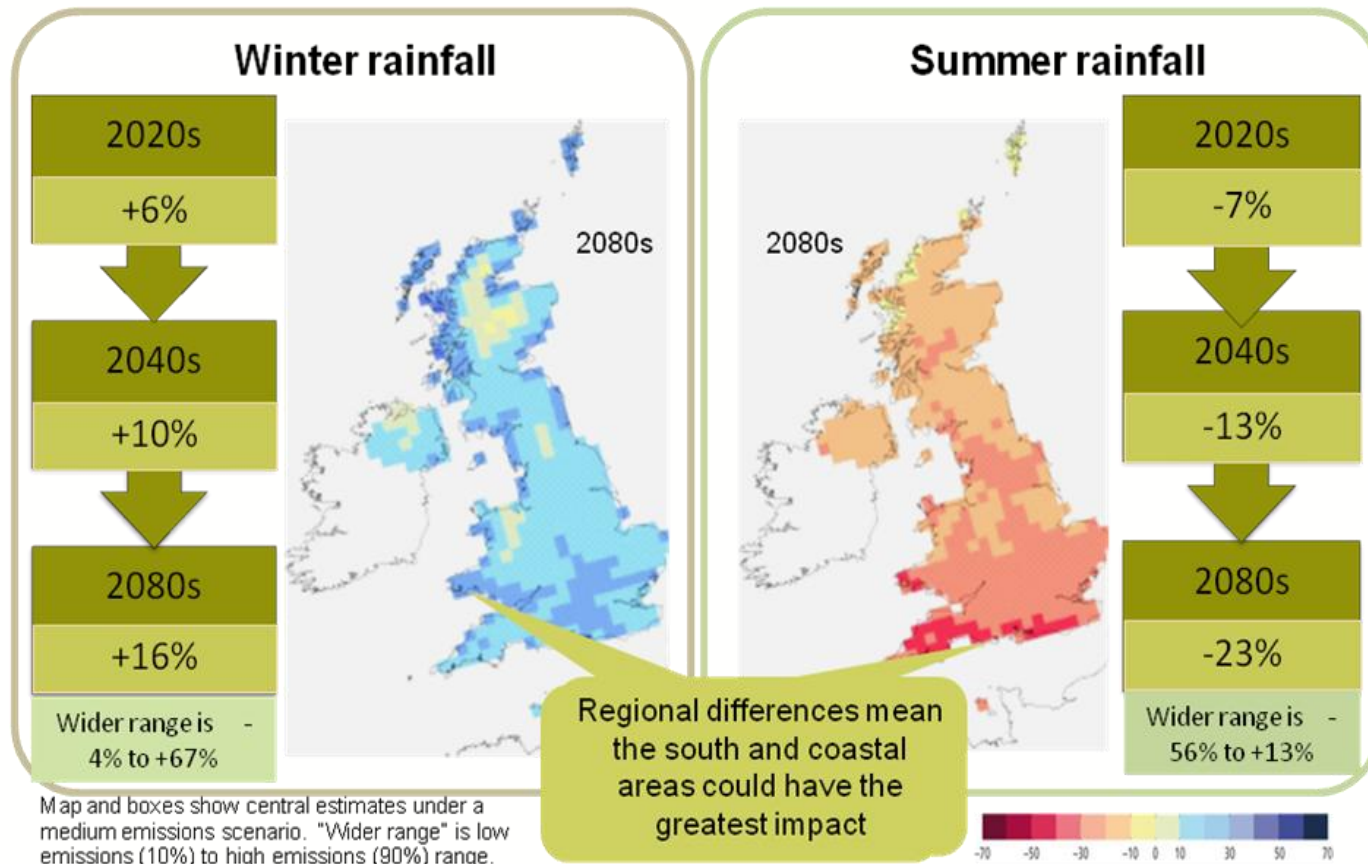 Winter rainfall
2020s
+6%
2040s
+10%
2080s
+16%
Wider range is -
4% to +67%
2080s
Map and boxes show central estimates under a
medium emissions scenario. "Wider range" is low
emissions (10%) to high emissions (90%) range.
Summer rainfall
2080s
2020s
-7%
2040s
-13%
2080s
-23%
Wider range is -
56% to +13%
Regional differences mean
the south and coastal
areas could have the
greatest impact
-70 -50 -30 -10 0 10 30 50 70